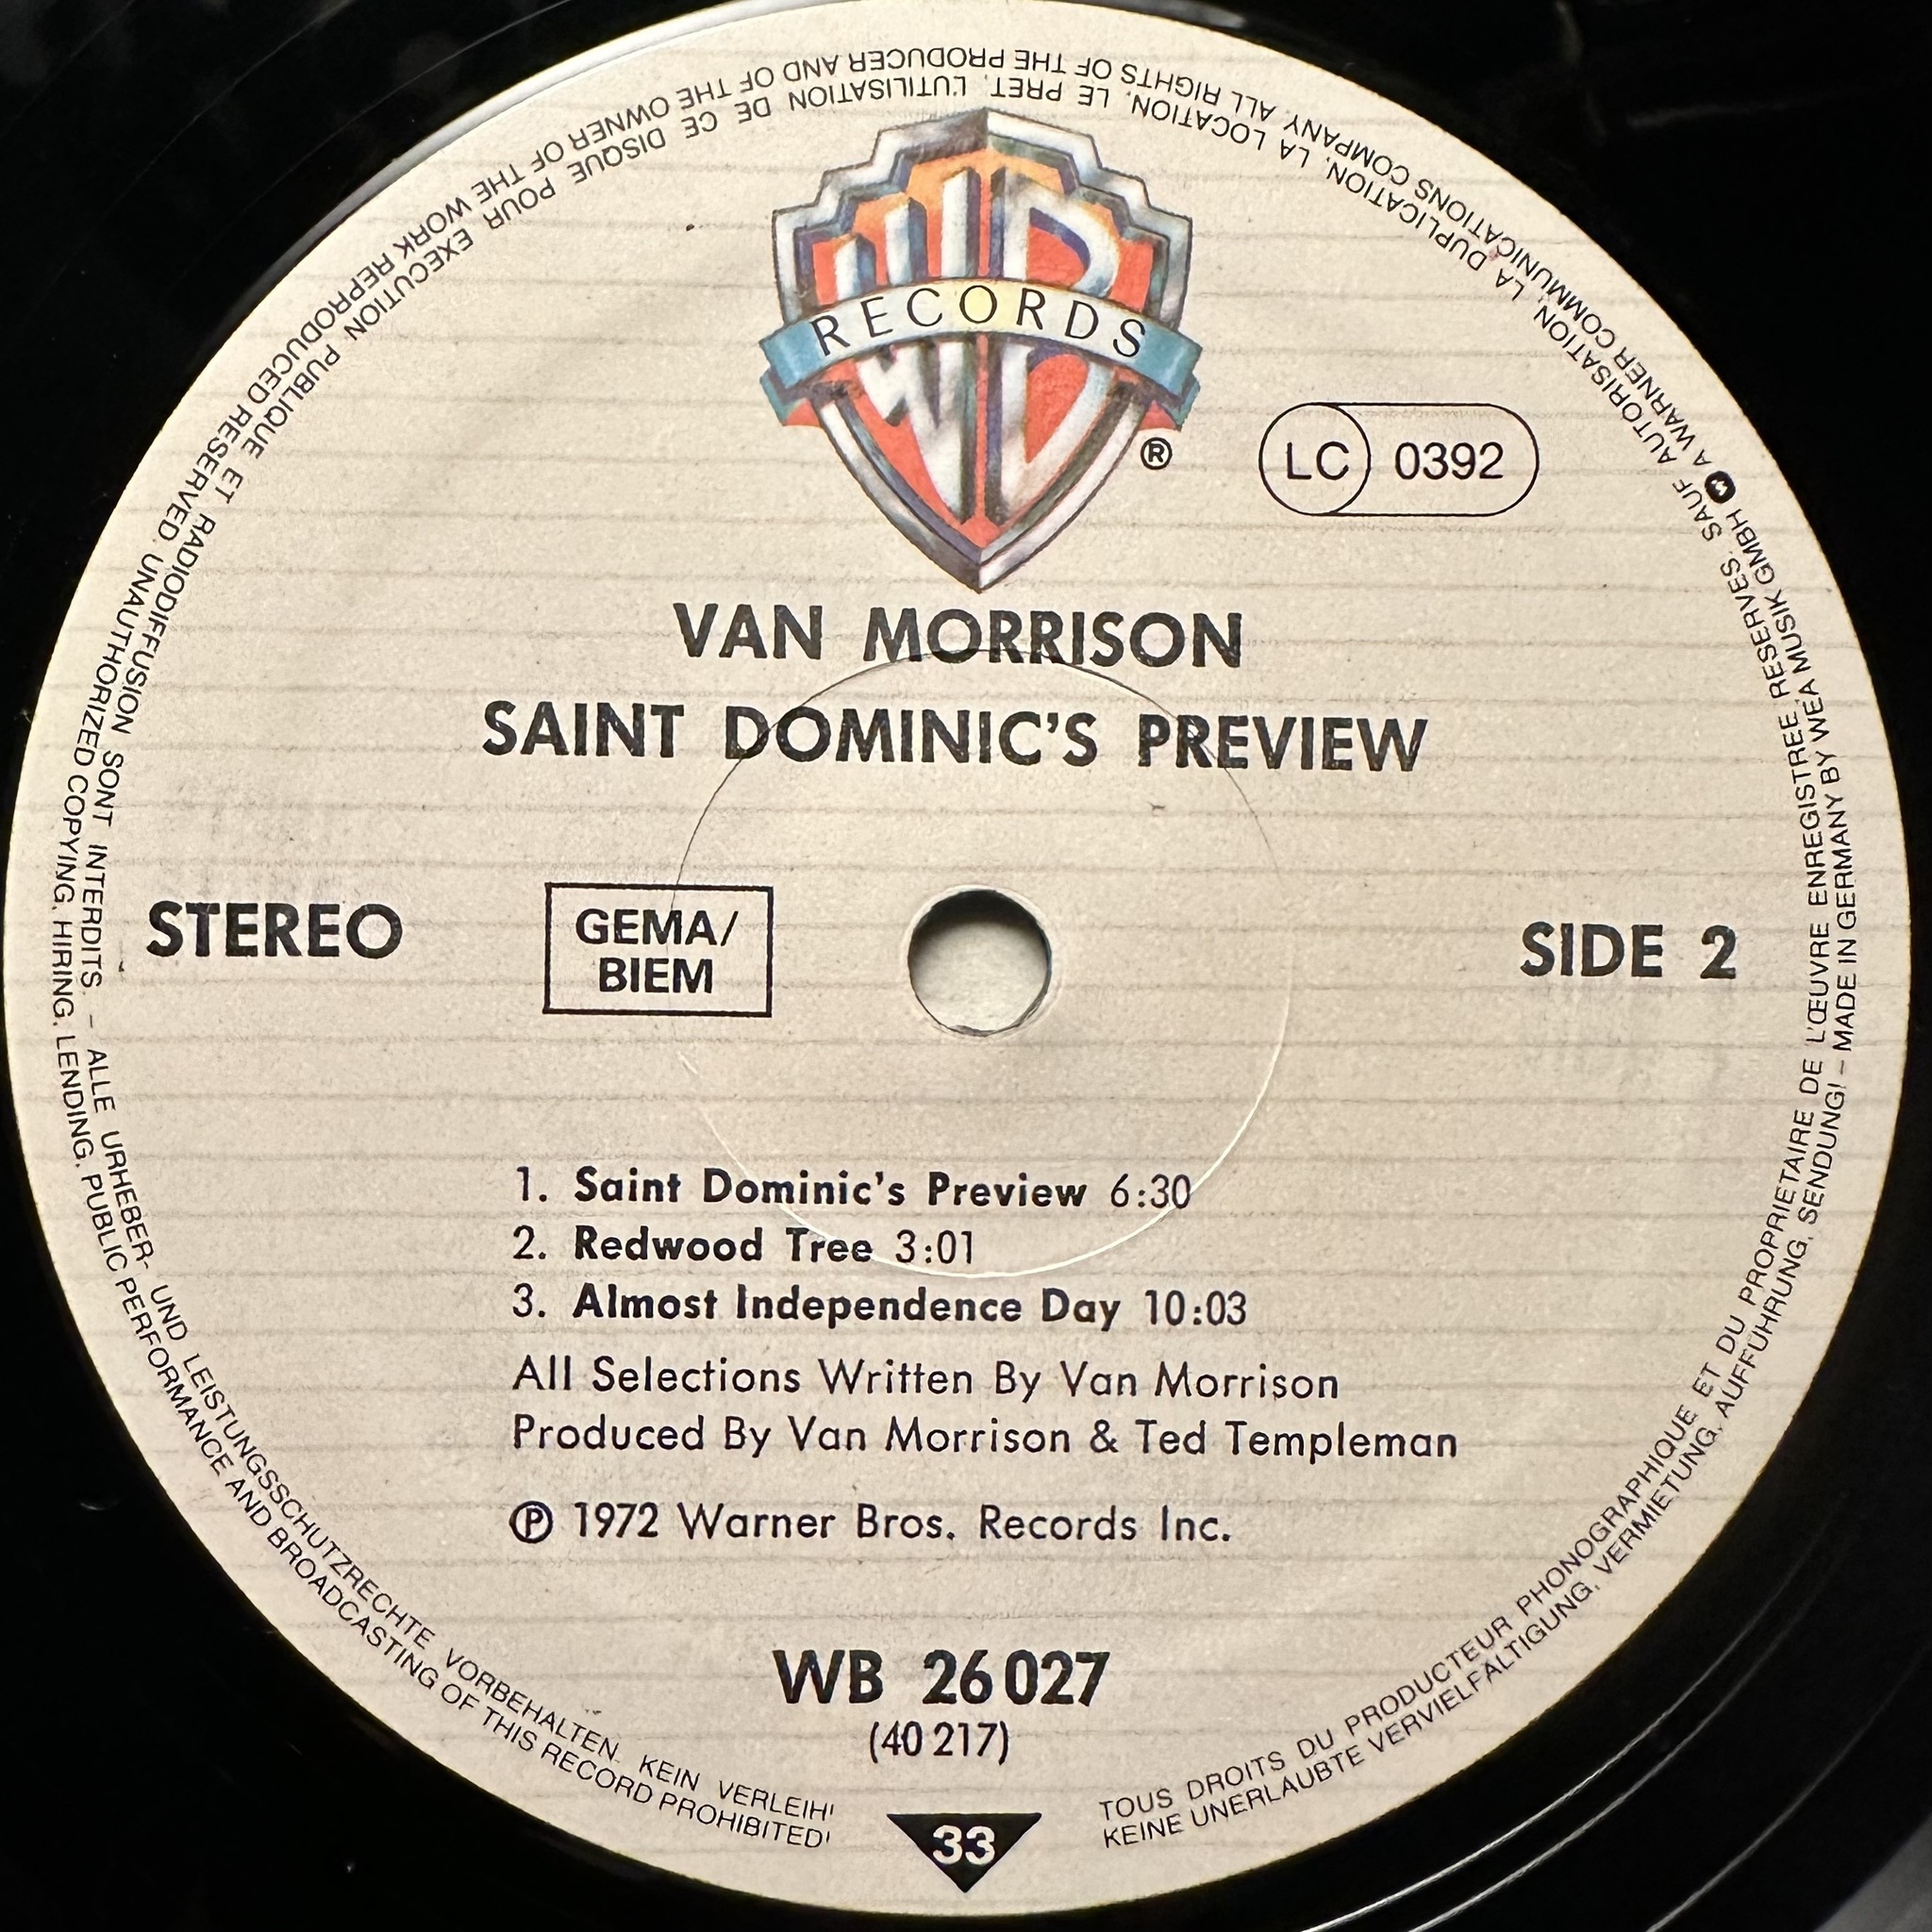 WB
RECORDS
®
LC 0392
VAN MORRISON
SAINT DOMINIC'S PREVIEW
STEREO
GEMA/
BIEM
SIDE 2
1. Saint Dominic's Preview 6:30
2. Redwood Tree 3:01
3. Almost Independence Day 10:03
All Selections Written By Van Morrison
Produced By Van Morrison & Ted Templeman
℗ 1972 Warner Bros. Records Inc.
WB 26 027
(40 217)
33
TOUS DROITS DU PRODUCTEUR PHONOGRAPHIQUE ET DU PROPRIETAIRE DE L'ŒUVRE ENREGISTREE RESERVES. SAUF AUTORISATION, LA DUPLICATION, LA LOCATION, LE PRET, L'UTILISATION DE CE DISQUE POUR EXECUTION PUBLIQUE ET RADIODIFFUSION SONT INTERDITS. – ALLE URHEBER- UND LEISTUNGSSCHUTZRECHTE VORBEHALTEN. KEIN VERLEIH!
KEINE UNERLAUBTE VERVIELFÄLTIGUNG, VERMIETUNG, AUFFÜHRUNG, SENDUNG! – MADE IN GERMANY BY WEA MUSIK GMBH A WARNER COMMUNICATIONS COMPANY. ALL RIGHTS OF THE PRODUCER AND OF THE OWNER OF THE WORK REPRODUCED RESERVED. UNAUTHORIZED COPYING, HIRING, LENDING, PUBLIC PERFORMANCE AND BROADCASTING OF THIS RECORD PROHIBITED!